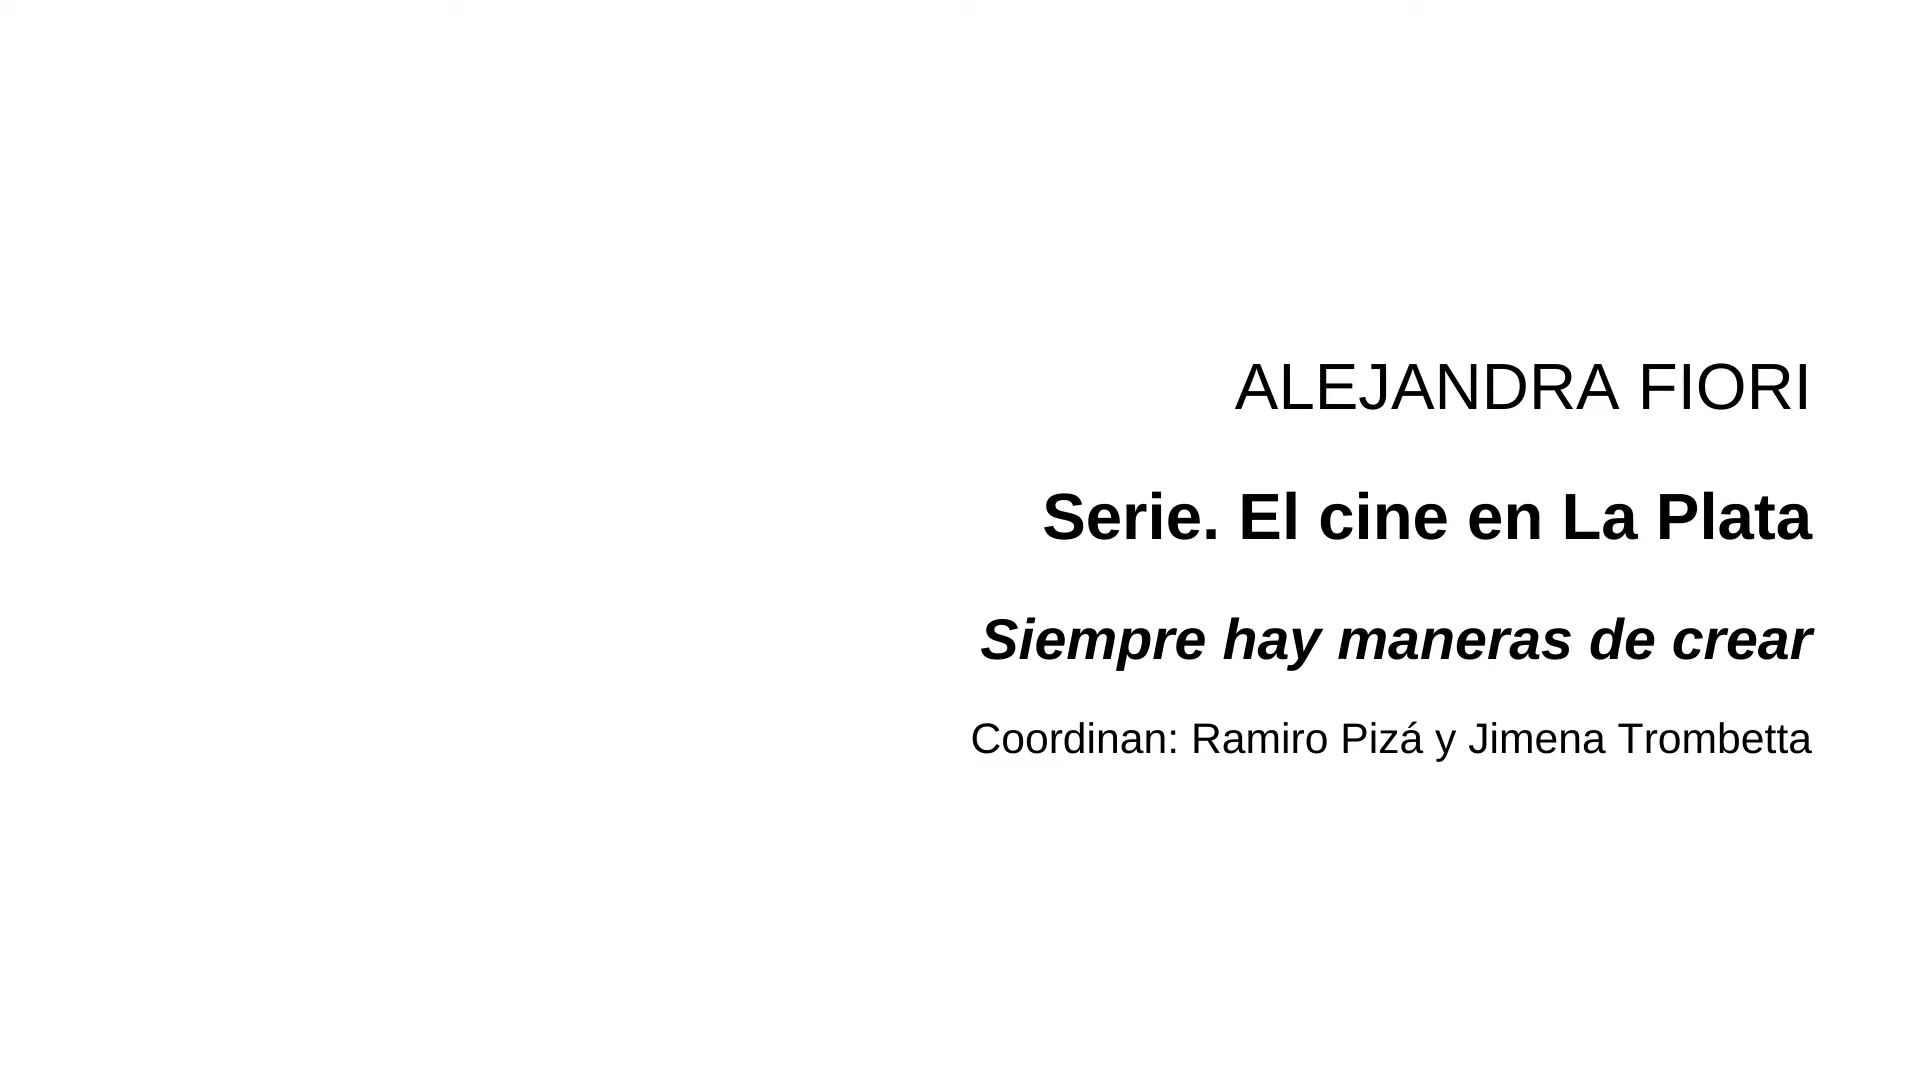 ALEJANDRA FIORI
Serie. El cine en La Plata
Siempre hay maneras de crear
Coordinan: Ramiro Pizá y Jimena Trombetta